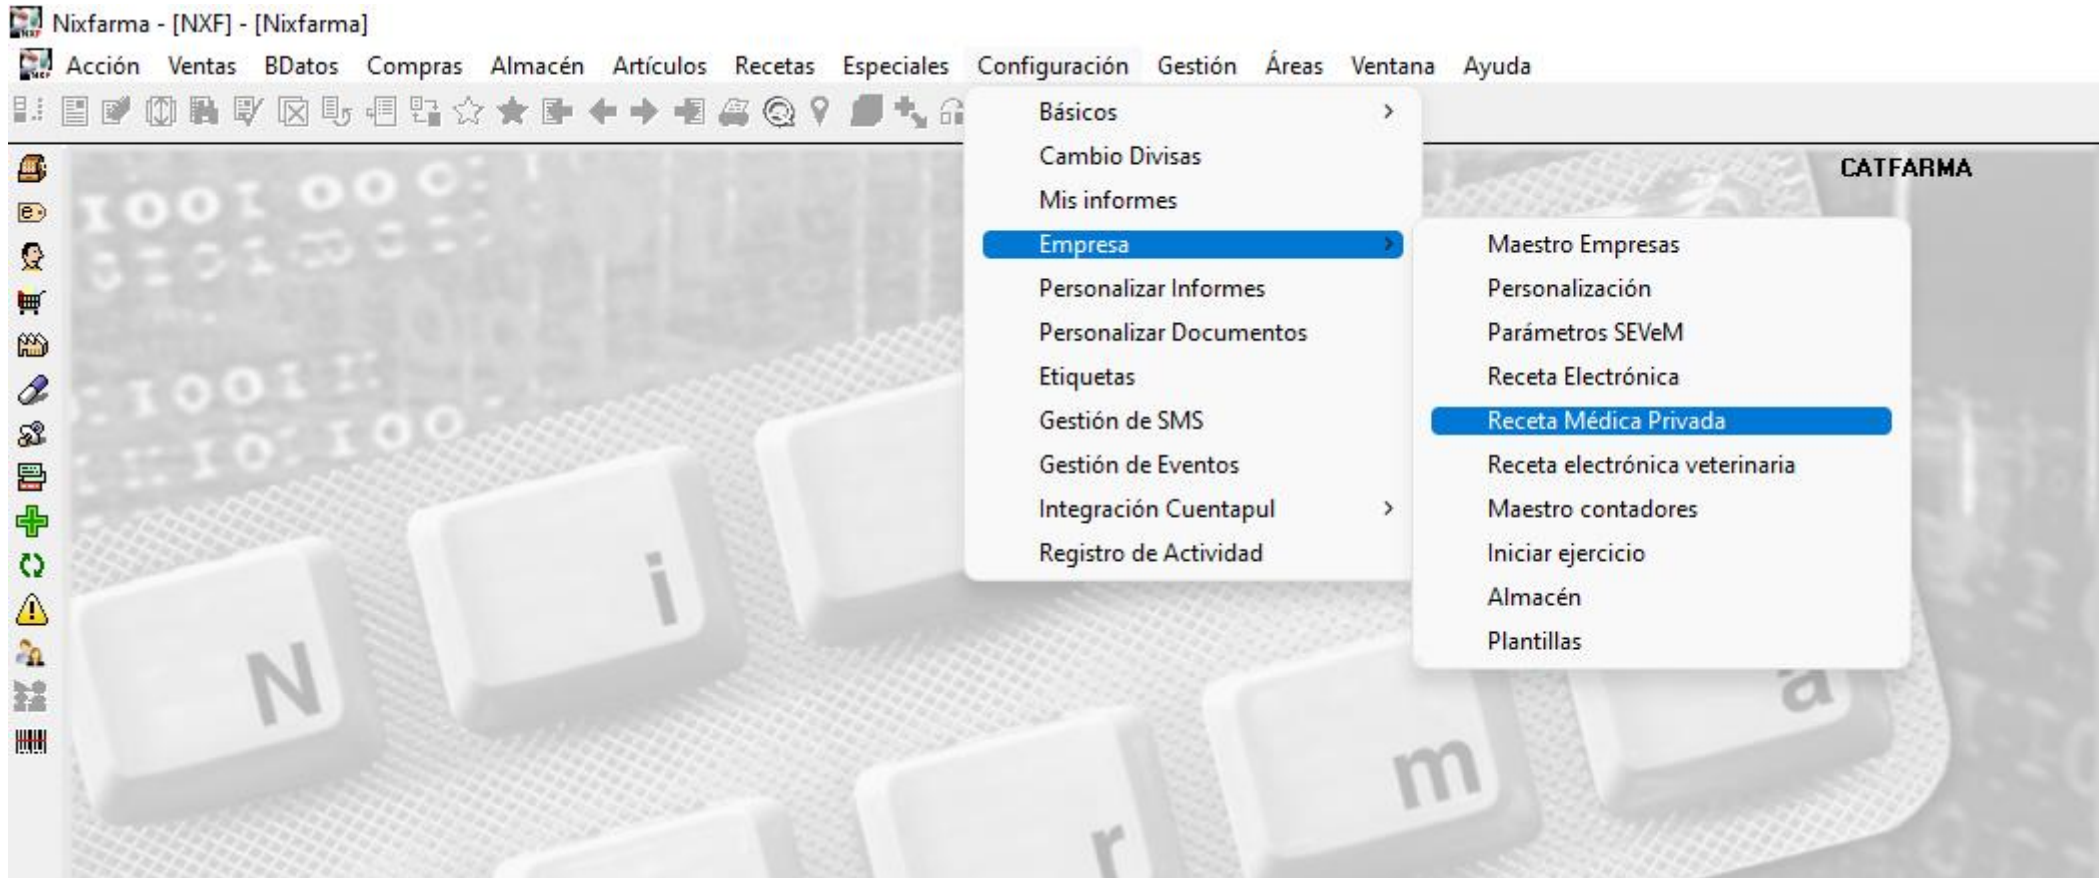 Nixfarma - [NXF] - [Nixfarma]
Acción Ventas BDatos Compras Almacén Artículos Recetas Especiales Configuración Gestión Áreas Ventana Ayuda
Básicos
Cambio Divisas
Mis informes
Empresa
Personalizar Informes
Personalizar Documentos
Etiquetas
Gestión de SMS
Gestión de Eventos
Integración Cuentapul
Registro de Actividad
CATFARMA
Maestro Empresas
Personalización
Parámetros SEVeM
Receta Electrónica
Receta Médica Privada
Receta electrónica veterinaria
Maestro contadores
Iniciar ejercicio
Almacén
Plantillas
N i
r m a